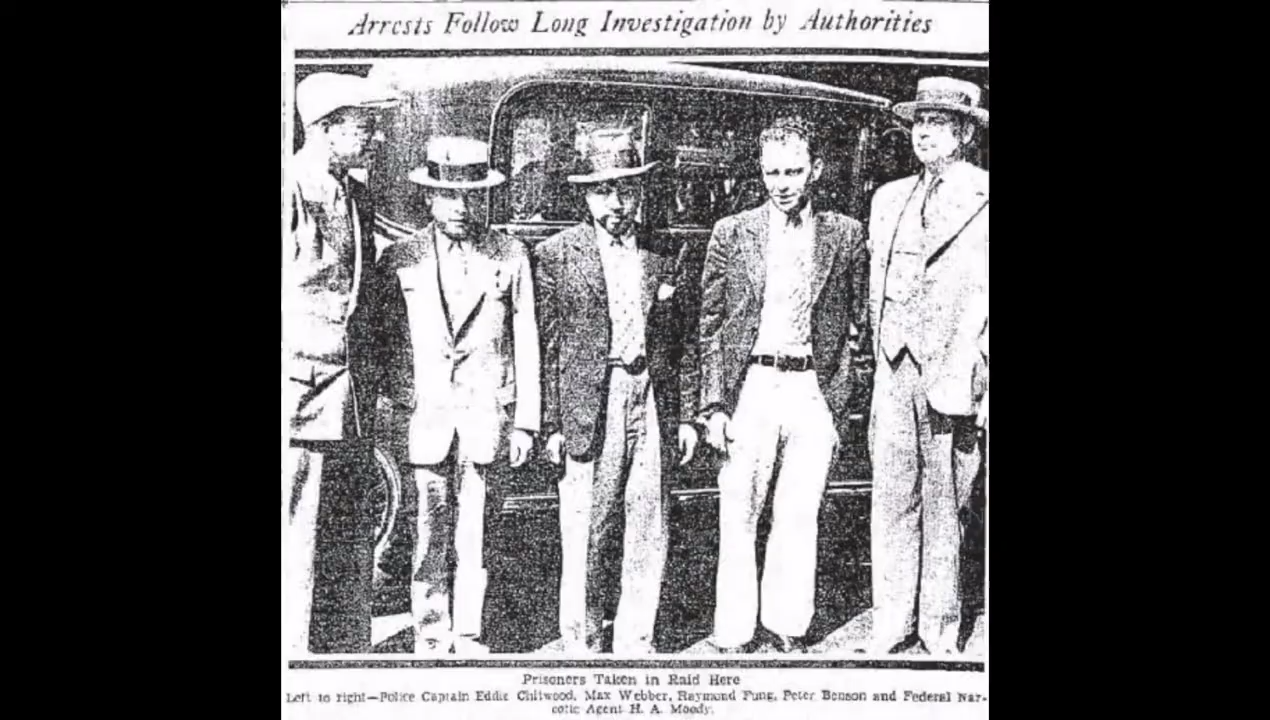 Arrests Follow Long Investigation by Authorities
Prisoners Taken in Raid Here
Left to right—Police Captain Eddie Chitwood, Max Webber, Raymond Fung, Peter Benson and Federal Nar-
cotic Agent H. A. Moody.